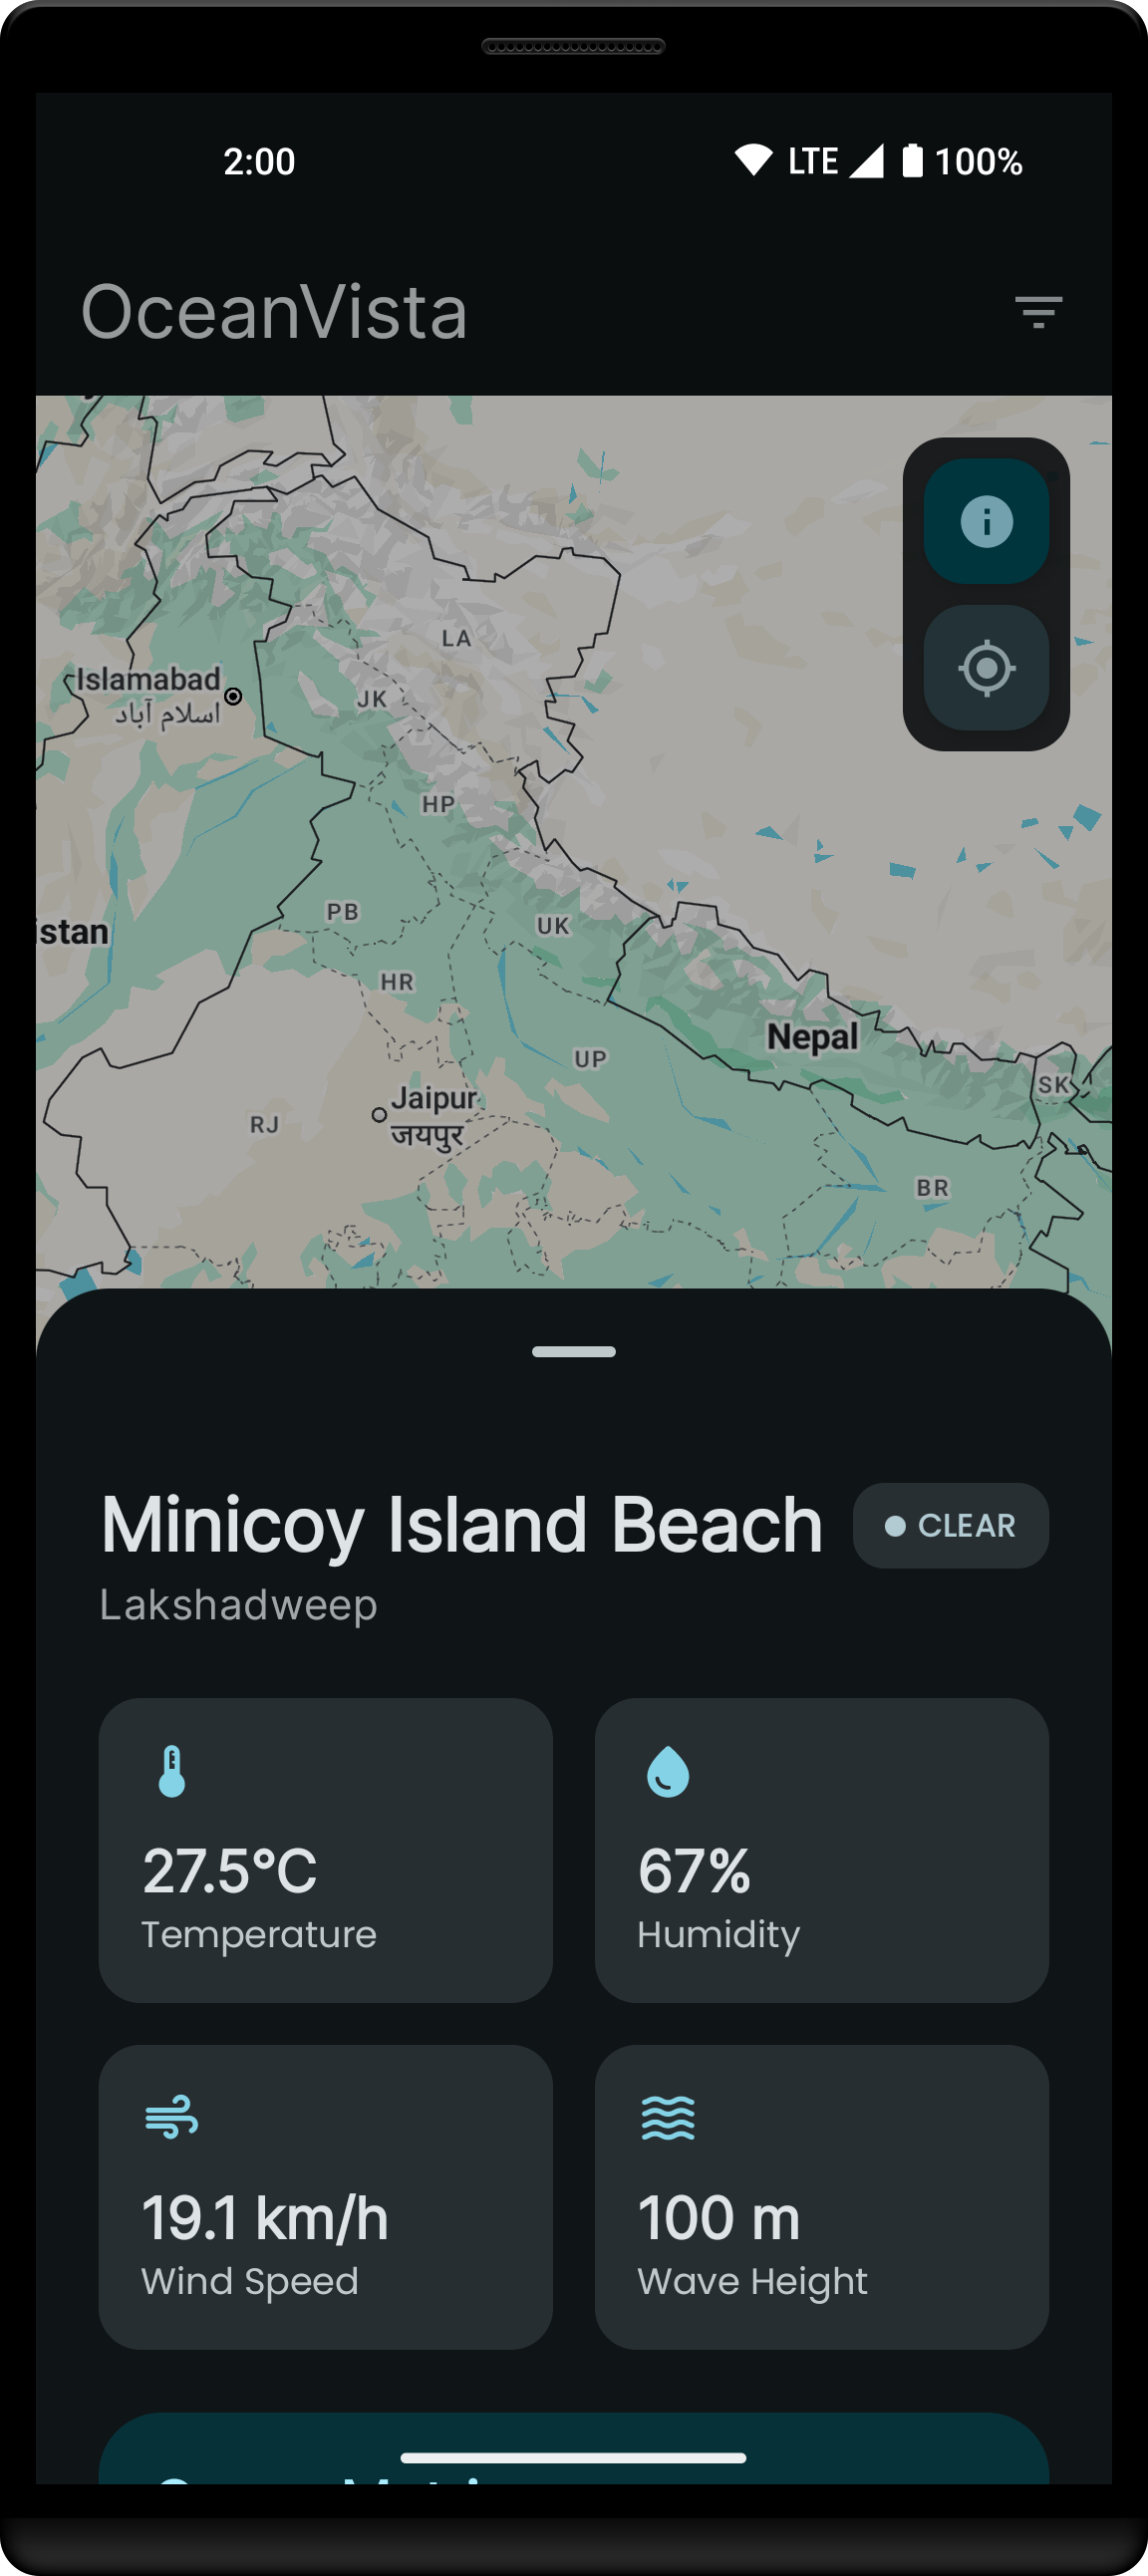 2:00
LTE 100%
OceanVista
LA
Islamabad
اسلام آباد
JK
HP
PB
UK
istan
HR
Nepal
UP
SK
Jaipur
जयपुर
RJ
BR
Minicoy Island Beach
CLEAR
Lakshadweep
27.5°C
Temperature
67%
Humidity
19.1 km/h
Wind Speed
100 m
Wave Height